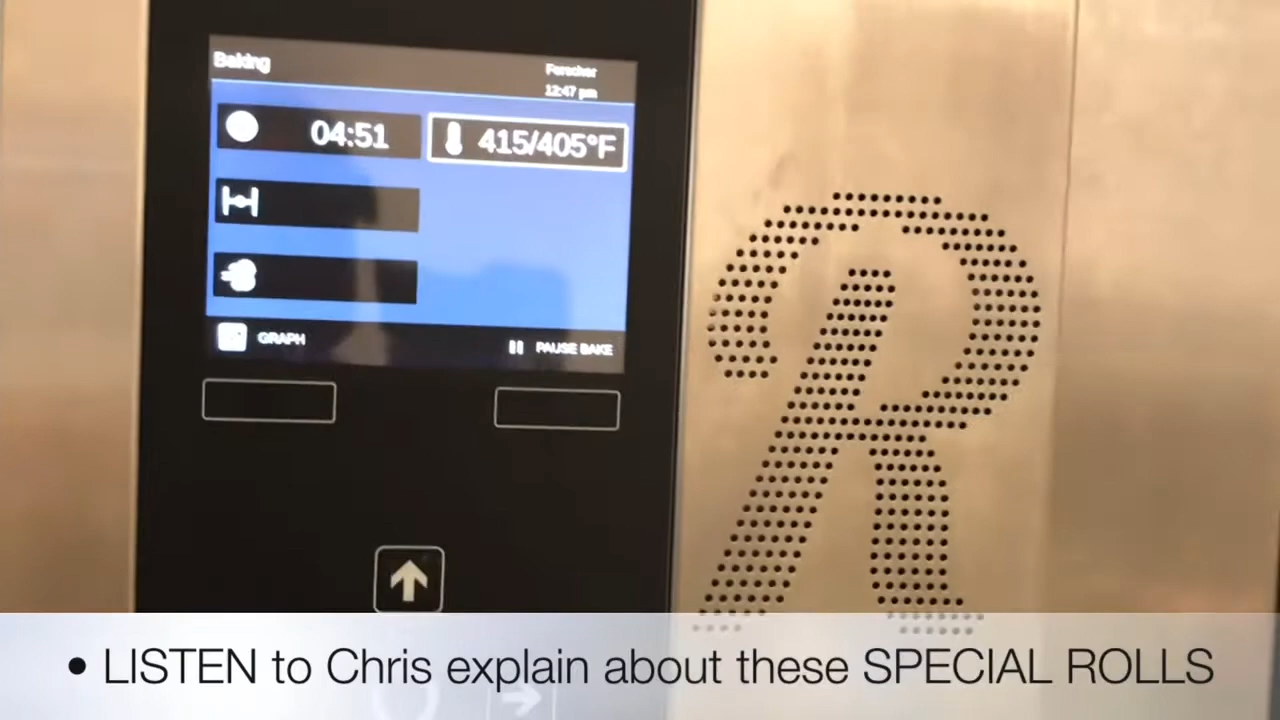 Baking
12:47 pm
04:51 415/405°F
GRAPH PAUSE BAKE
R
• LISTEN to Chris explain about these SPECIAL ROLLS